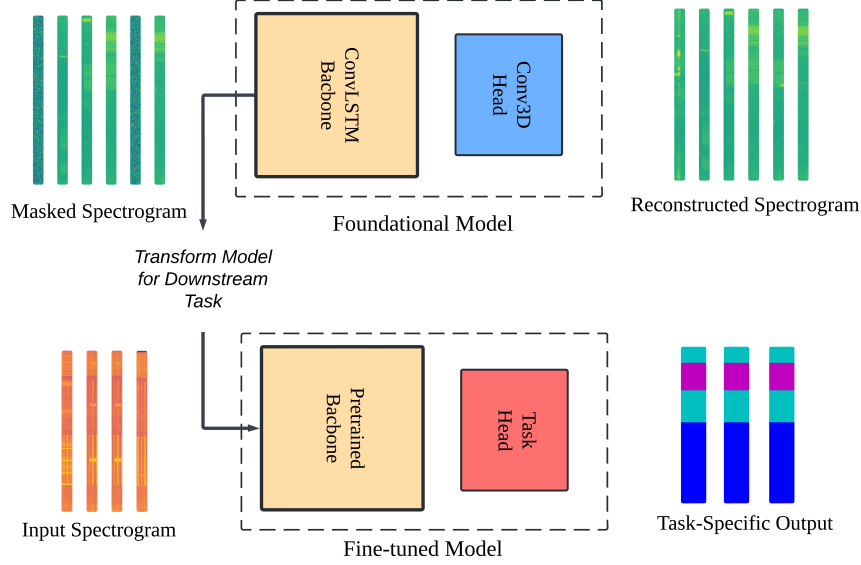 ConvLSTM
Bacbone
Conv3D
Head
Masked Spectrogram
Foundational Model
Reconstructed Spectrogram
Transform Model
for Downstream
Task
Pretrained
Bacbone
Task
Head
Input Spectrogram
Fine-tuned Model
Task-Specific Output